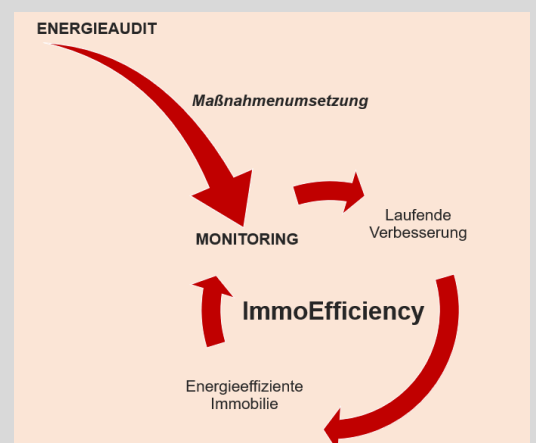 ENERGIEAUDIT
Maßnahmenumsetzung
Laufende
Verbesserung
MONITORING
ImmoEfficiency
Energieeffiziente
Immobilie